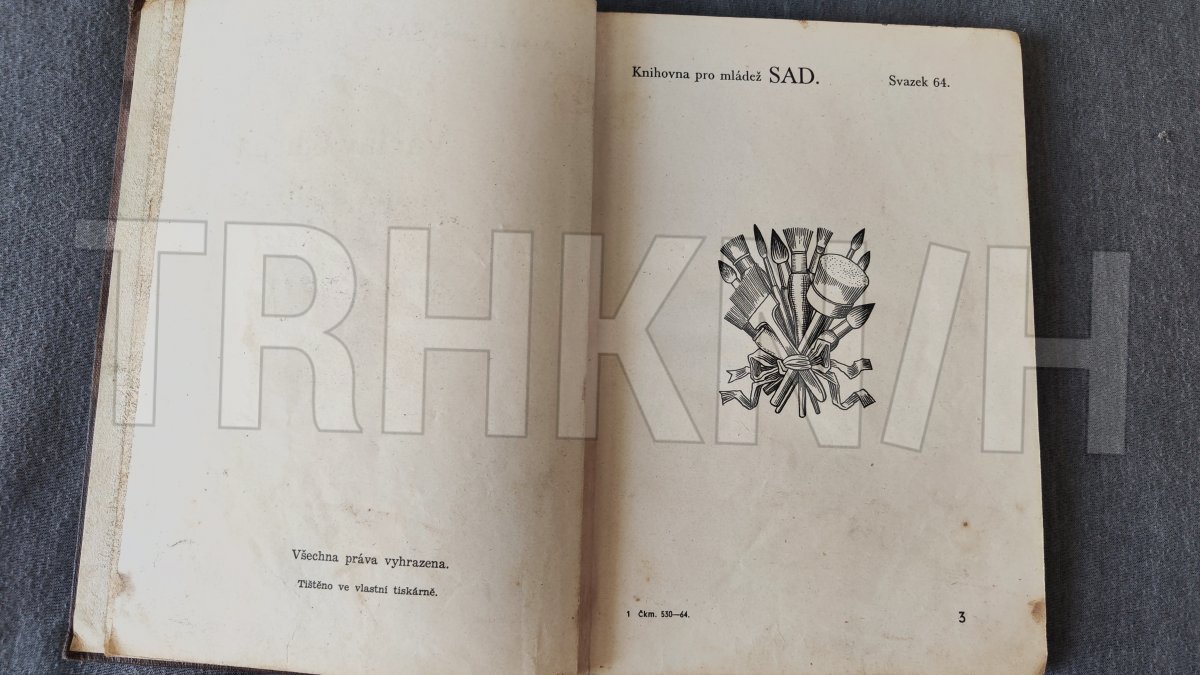 Všechna práva vyhrazena.
Tištěno ve vlastní tiskárně.
Knihovna pro mládež SAD. Svazek 64.
1 Čkm. 530—64. 3
TRHKNIH